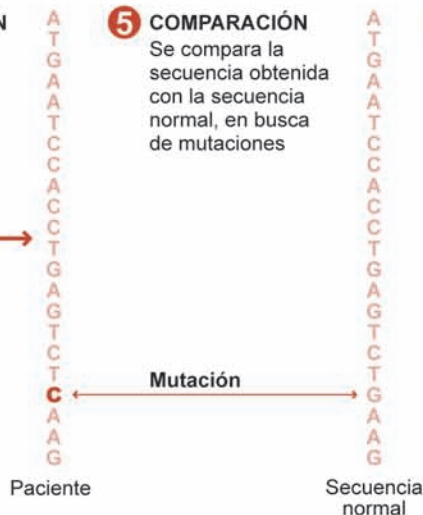 N
A
T
G
A
A
T
C
C
A
C
C
T
G
A
G
T
C
T
C
A
A
G
Paciente
5 COMPARACIÓN
Se compara la
secuencia obtenida
con la secuencia
normal, en busca
de mutaciones
Mutación
A
T
G
A
A
T
C
C
A
C
C
T
G
A
G
T
C
T
G
A
A
G
Secuencia
normal